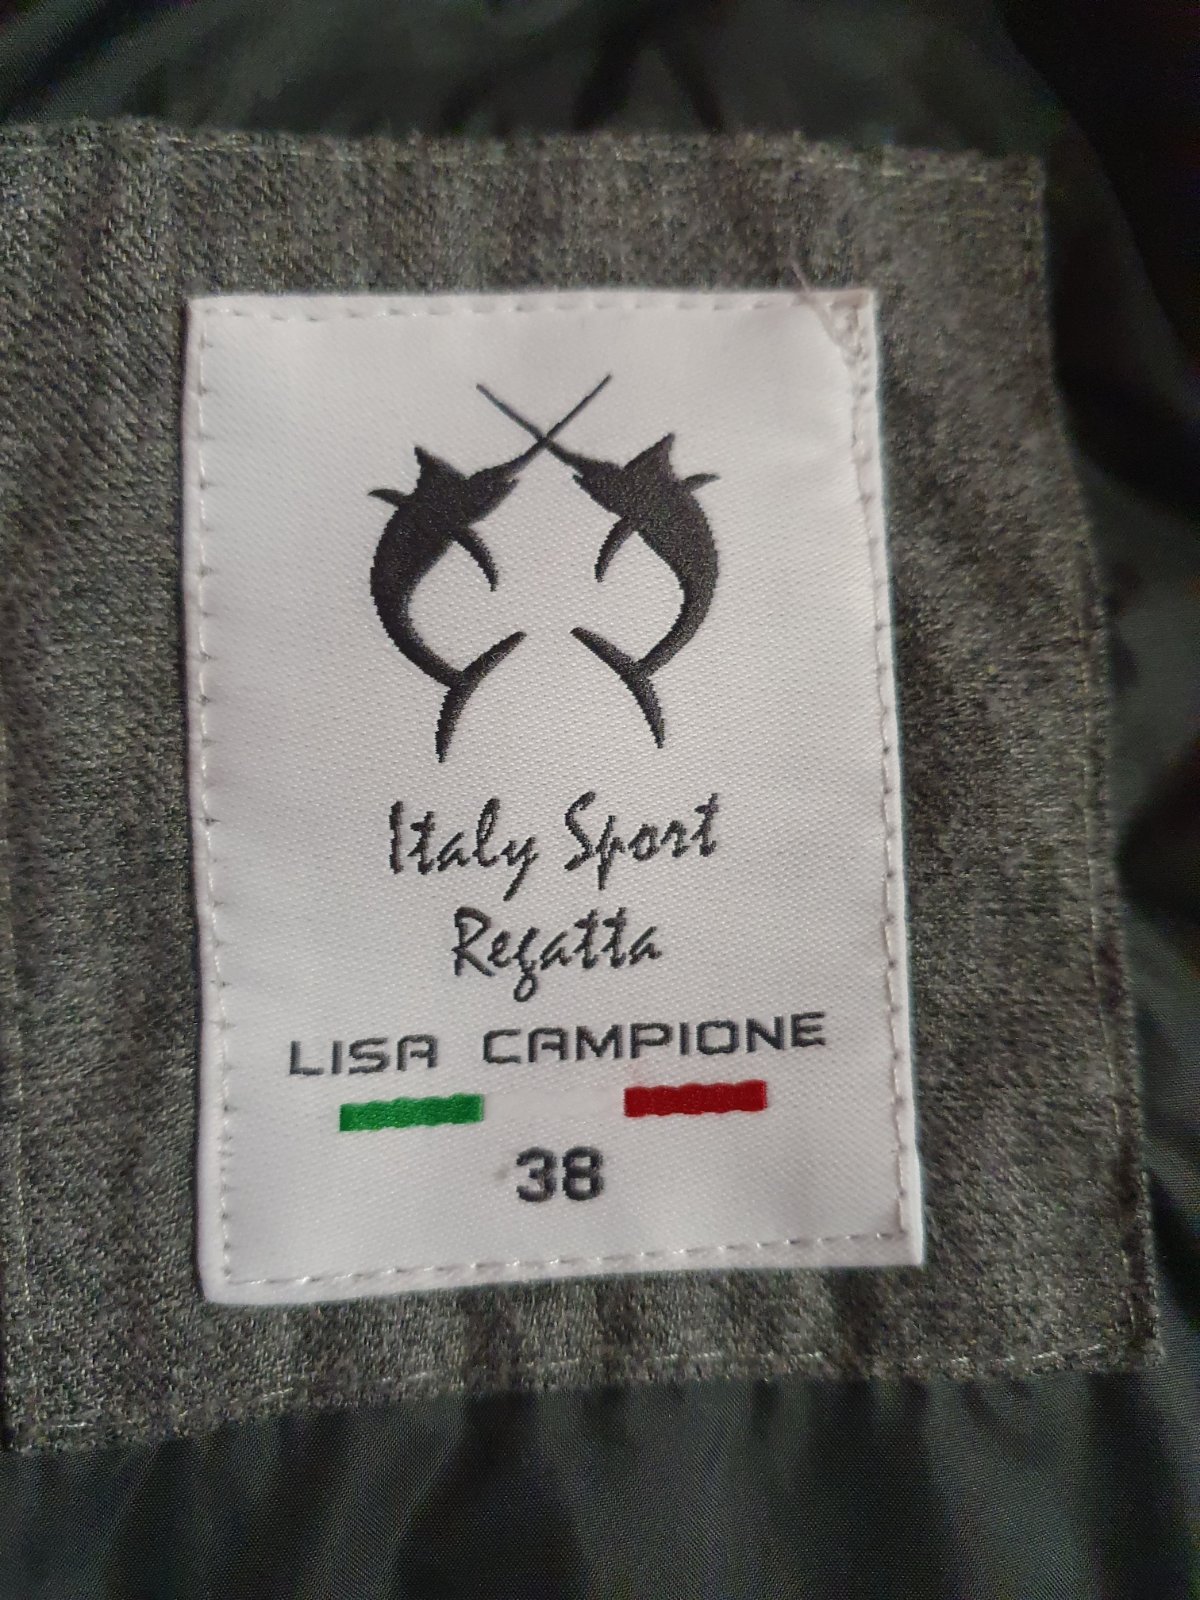 Italy Sport
Regatta
LISA CAMPIONE
38